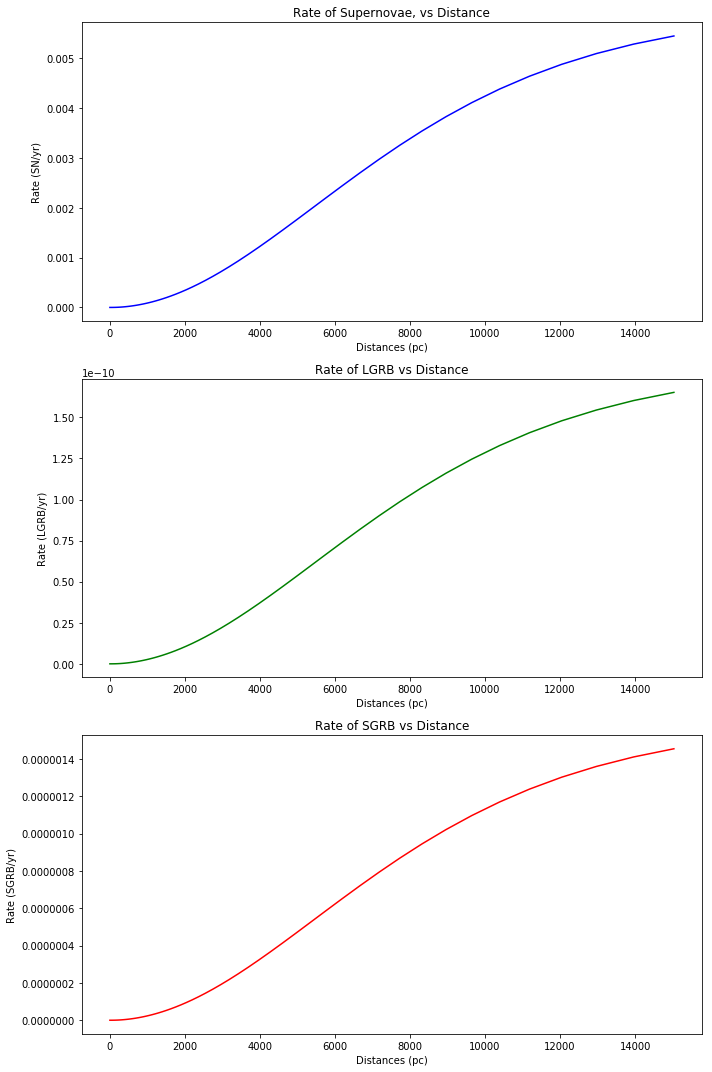 Rate of Supernovae, vs Distance
Rate (SN/yr)
0.005
0.004
0.003
0.002
0.001
0.000
0 2000 4000 6000 8000 10000 12000 14000
Distances (pc)
1e−10
Rate of LGRB vs Distance
Rate (LGRB/yr)
1.50
1.25
1.00
0.75
0.50
0.25
0.00
0 2000 4000 6000 8000 10000 12000 14000
Distances (pc)
Rate of SGRB vs Distance
Rate (SGRB/yr)
0.0000014
0.0000012
0.0000010
0.0000008
0.0000006
0.0000004
0.0000002
0.0000000
0 2000 4000 6000 8000 10000 12000 14000
Distances (pc)